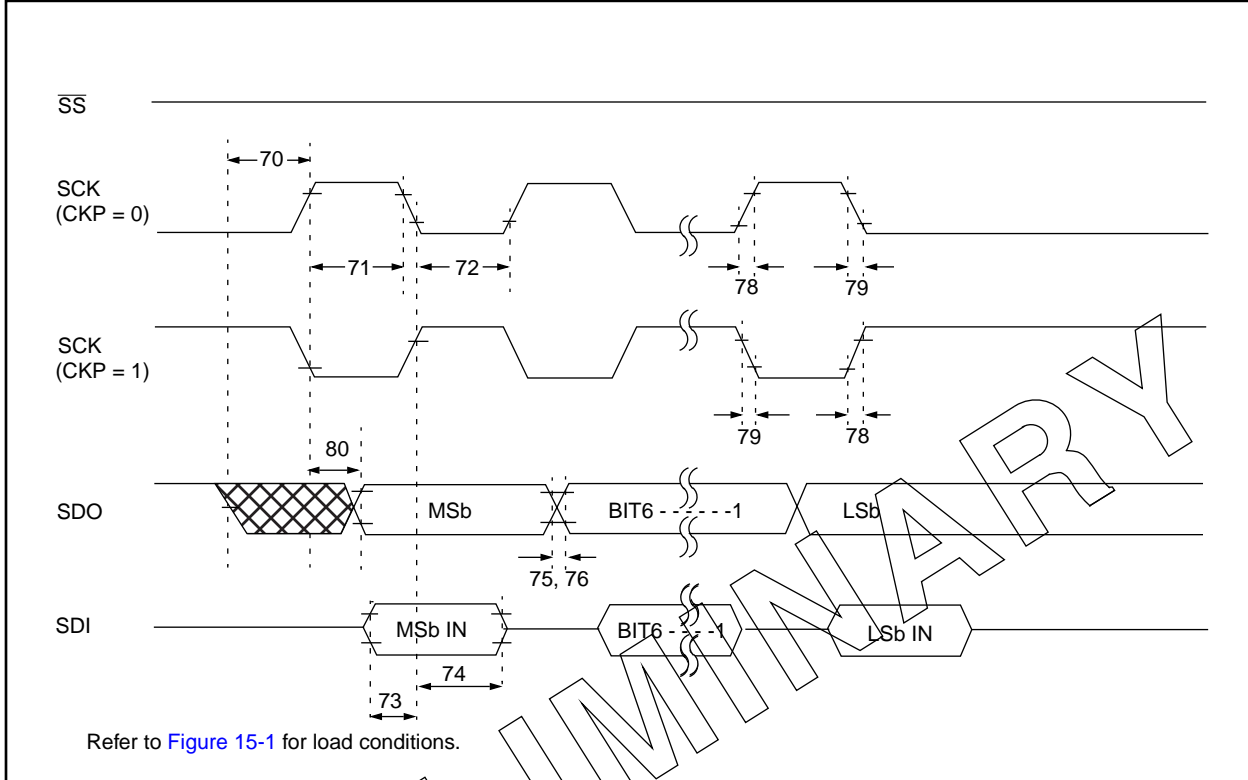 SS
70
SCK
(CKP = 0)
71
72
78
79
SCK
(CKP = 1)
79
78
80
SDO
MSb
BIT6 - - - - - -1
LSb
75, 76
SDI
MSb IN
BIT6 - - - -1
LSb IN
74
73
Refer to Figure 15-1 for load conditions.
IMINARY